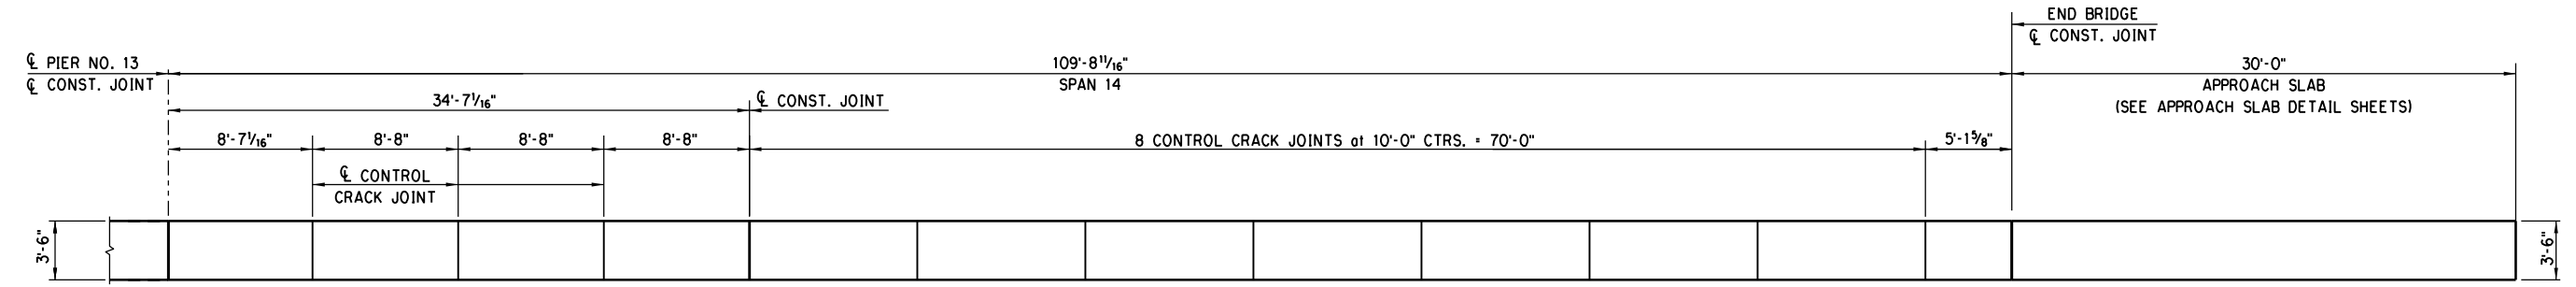 END BRIDGE
℄ CONST. JOINT
℄ PIER NO. 13
℄ CONST. JOINT
109'-8¹¹⁄₁₆"
SPAN 14
30'-0"
APPROACH SLAB
(SEE APPROACH SLAB DETAIL SHEETS)
34'-7¹⁄₁₆"
℄ CONST. JOINT
8'-7¹⁄₁₆"
8'-8"
8'-8"
8'-8"
8 CONTROL CRACK JOINTS at 10'-0" CTRS. = 70'-0"
5'-1⁵⁄₈"
℄ CONTROL
CRACK JOINT
3'-6"
3'-6"